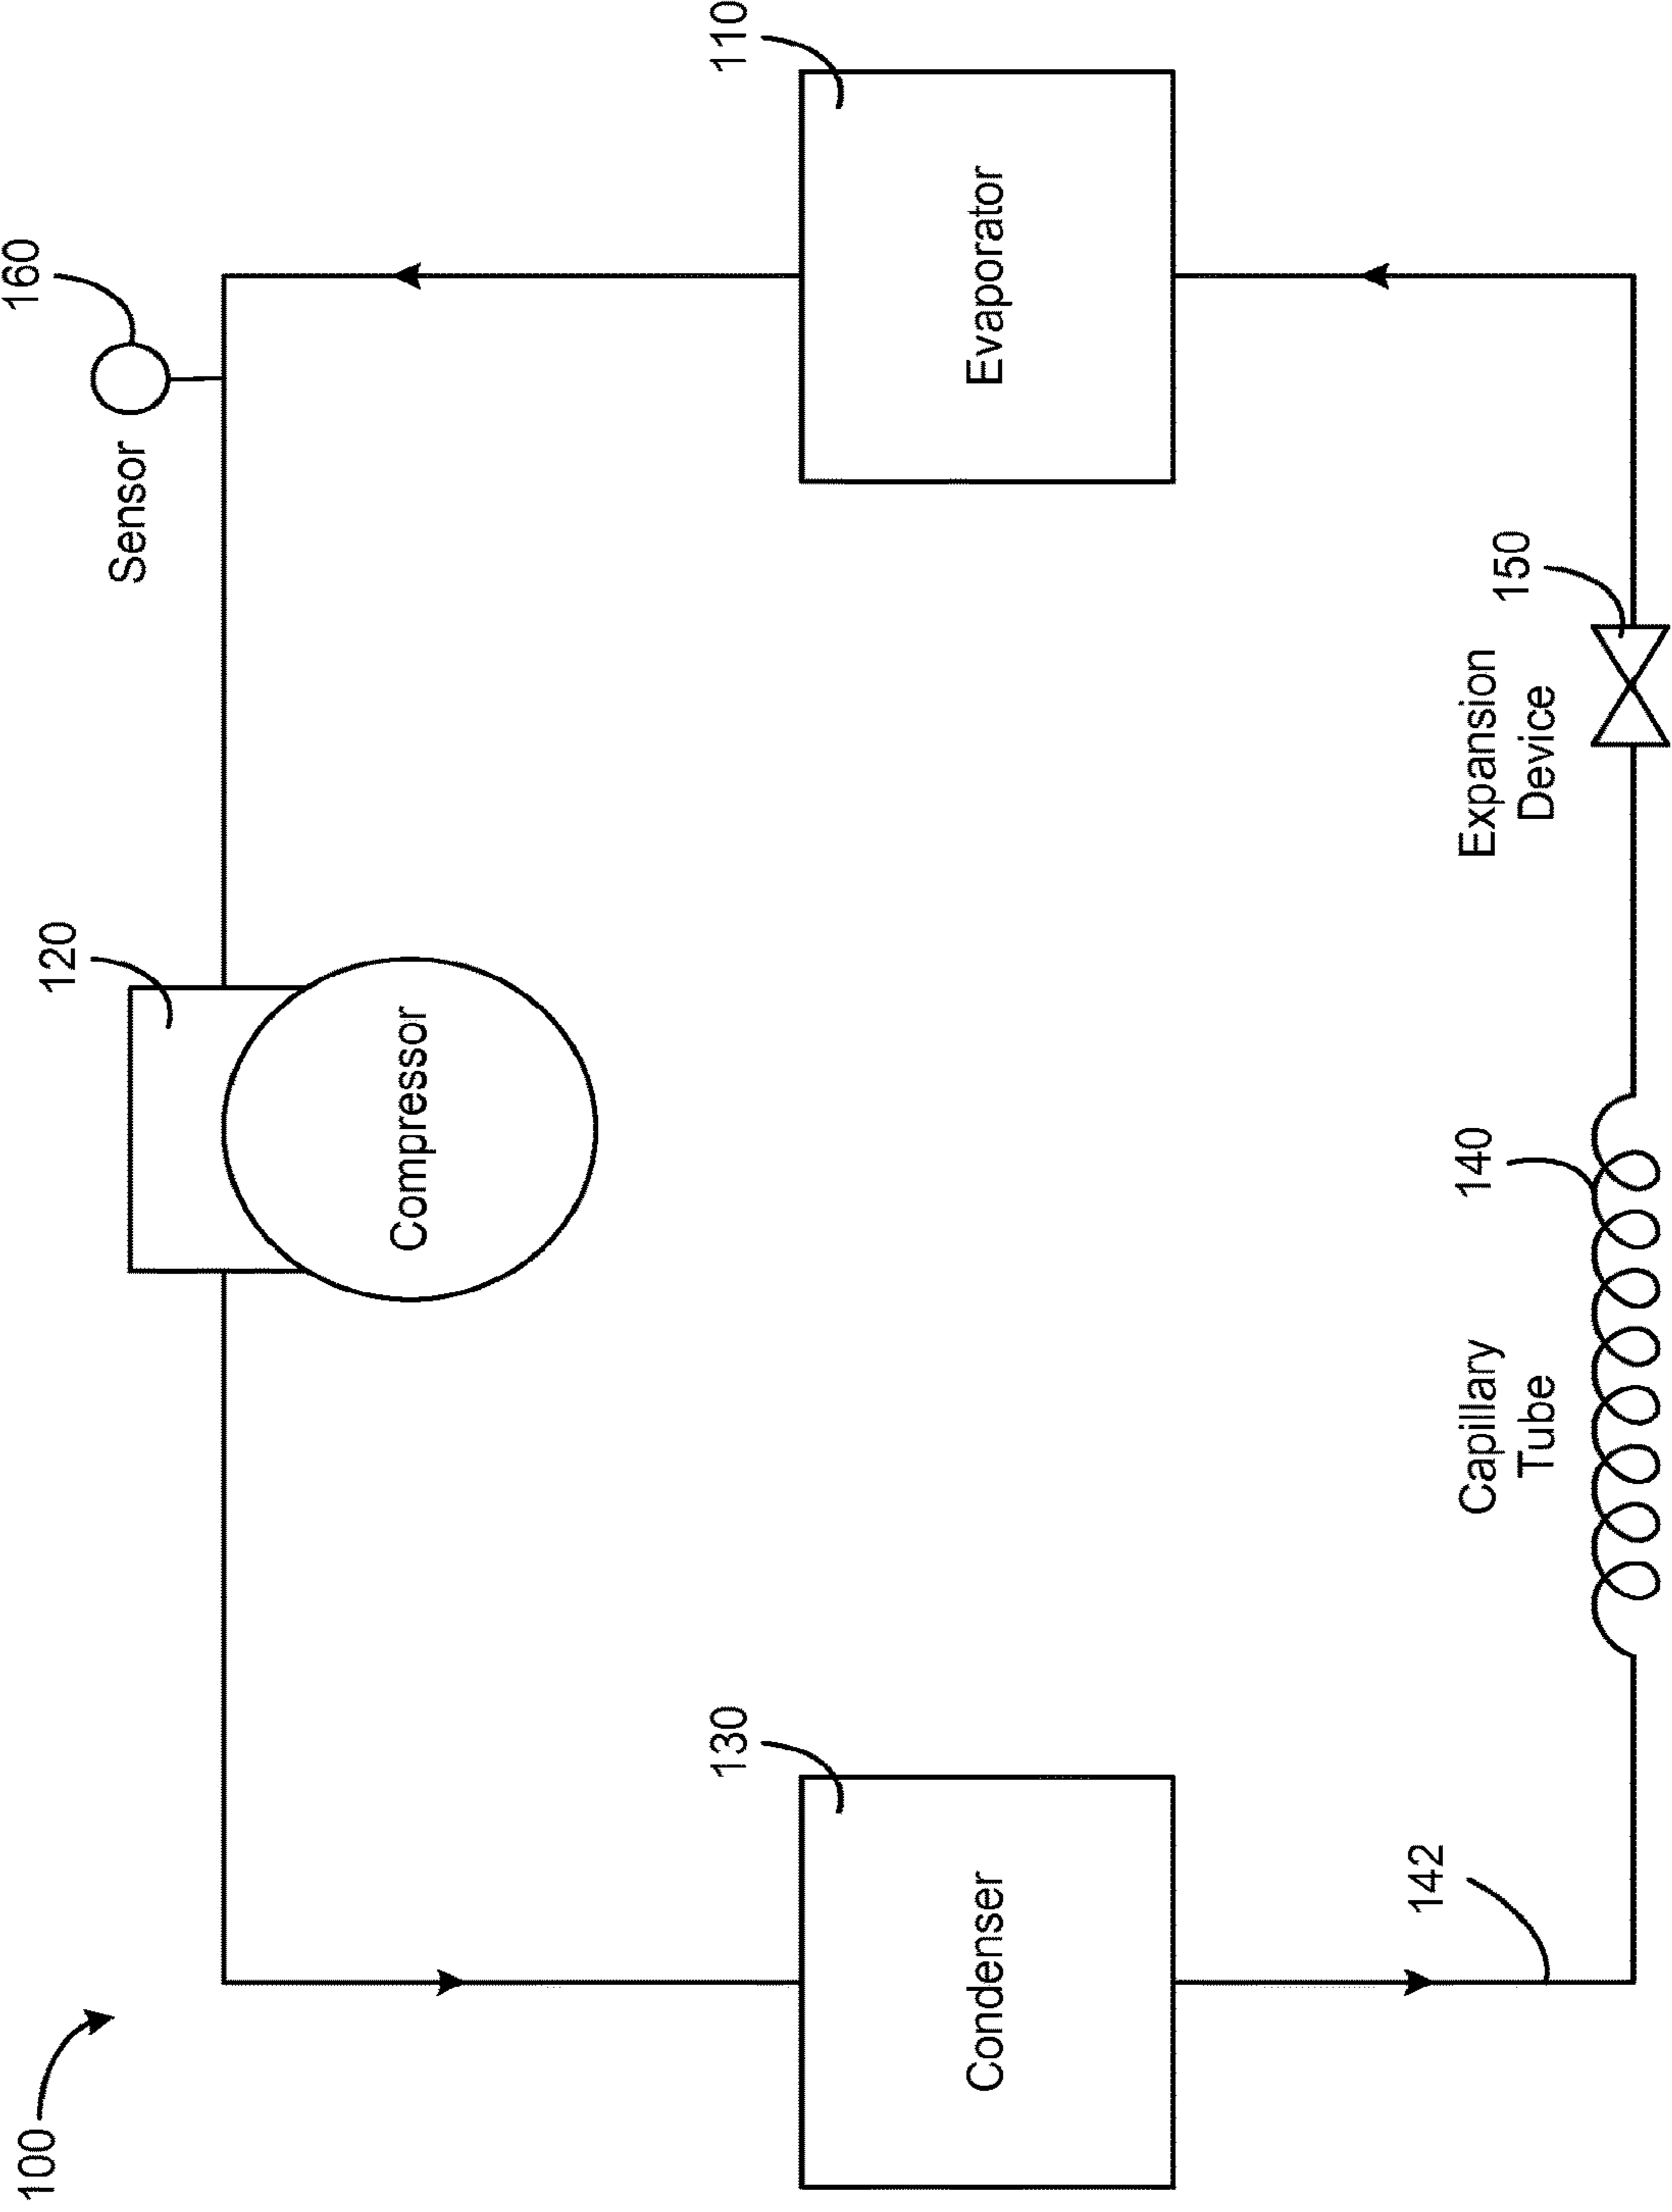 100
160
120
Sensor
Compressor
130
110
Condenser
Evaporator
142
Capillary
Tube
140
Expansion
Device
150